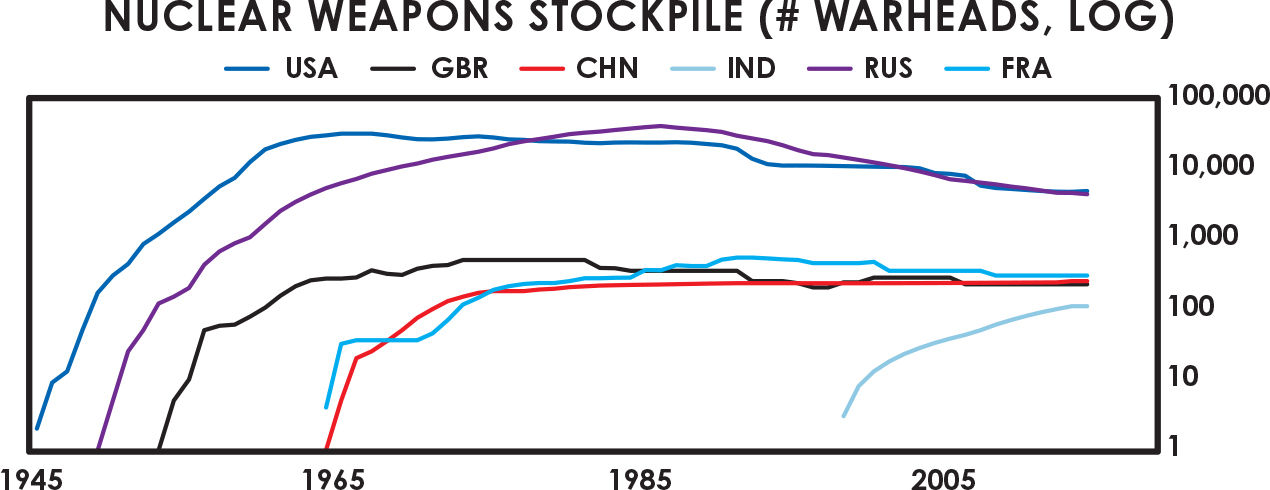 NUCLEAR WEAPONS STOCKPILE (# WARHEADS, LOG)
USA GBR CHN IND RUS FRA
100,000
10,000
1,000
100
10
1
1945 1965 1985 2005